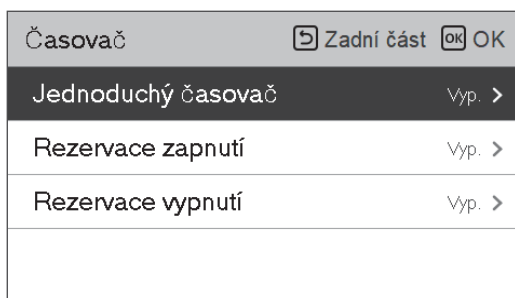 Časovač Zadní část OK OK
Jednoduchý časovač Vyp. >
Rezervace zapnutí Vyp. >
Rezervace vypnutí Vyp. >